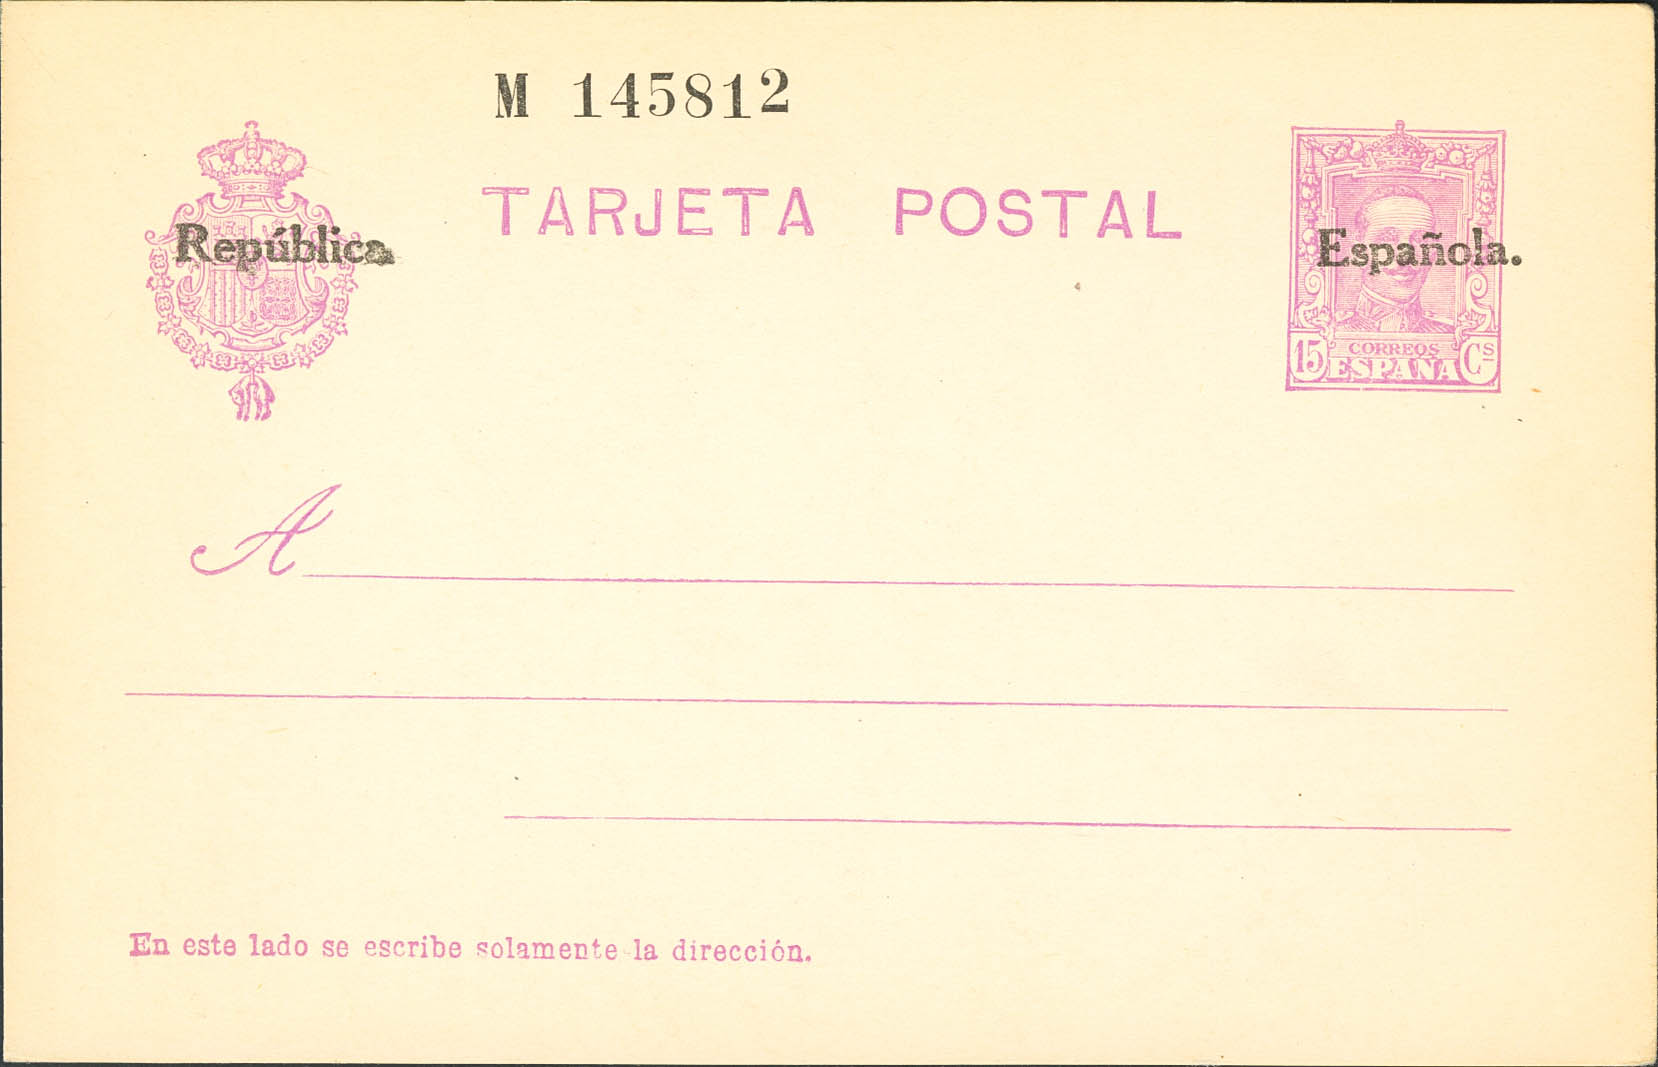 M 145812
TARJETA POSTAL
República
Española.
CORREOS
15 ESPAÑA Cs
A
En este lado se escribe solamente la dirección.